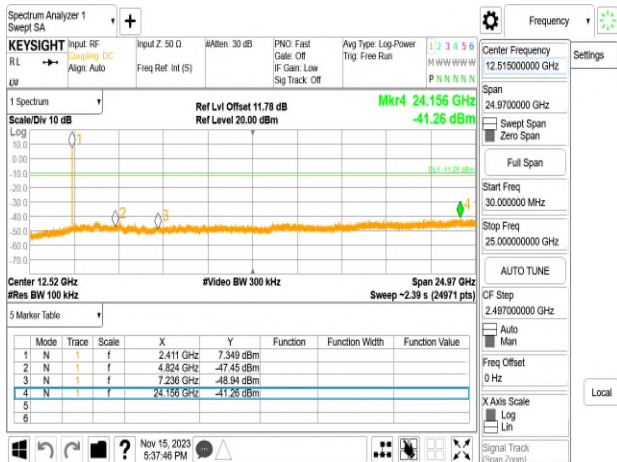 Spectrum Analyzer 1
Swept SA
Frequency
KEYSIGHT Input: RF Input Z: 50 Ω #Atten: 30 dB PNO: Fast Avg Type: Log-Power 1 2 3 4 5 6
RL Coupling: DC Gate: Off Trig: Free Run M W W W W W
Align: Auto Freq Ref: Int (S) IF Gain: Low
Sig Track: Off P N N N N N
Center Frequency
12.515000000 GHz
Settings
Span
24.9700000 GHz
Swept Span
Zero Span
Full Span
Start Freq
30.000000 MHz
Stop Freq
25.000000000 GHz
AUTO TUNE
CF Step
2.497000000 GHz
Auto
Man
Freq Offset
0 Hz
X Axis Scale
Log
Lin
Local
Signal Track
(Span Zoom)
1 Spectrum
Ref Lvl Offset 11.78 dB Mkr4 24.156 GHz
Scale/Div 10 dB Ref Level 20.00 dBm -41.26 dBm
Log
10.0
0.00
-10.0
-20.0
-30.0
-40.0
-50.0
-60.0
-70.0
1
2
3
4
Center 12.52 GHz #Video BW 300 kHz Span 24.97 GHz
#Res BW 100 kHz Sweep ~2.39 s (24971 pts)
5 Marker Table
Mode Trace Scale X Y Function Function Width Function Value
1 N 1 f 2.411 GHz 7.349 dBm
2 N 1 f 4.824 GHz -47.45 dBm
3 N 1 f 7.236 GHz -48.94 dBm
4 N 1 f 24.156 GHz -41.26 dBm
5
6
Nov 15, 2023
5:37:46 PM